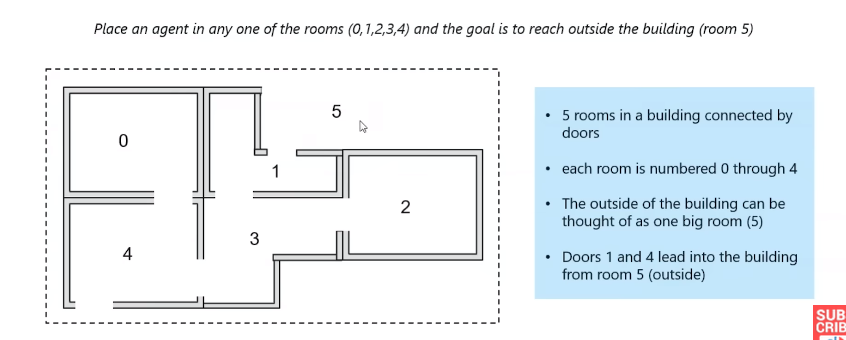 Place an agent in any one of the rooms (0,1,2,3,4) and the goal is to reach outside the building (room 5)
5
0
1
2
3
4
• 5 rooms in a building connected by
doors
• each room is numbered 0 through 4
• The outside of the building can be
thought of as one big room (5)
• Doors 1 and 4 lead into the building
from room 5 (outside)
SUB
CRIB